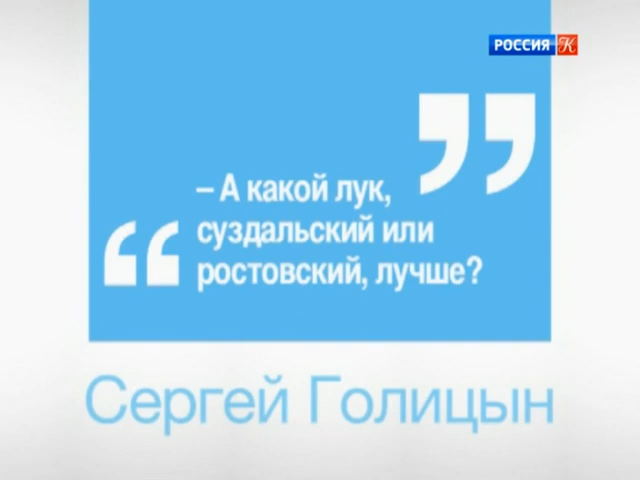 РОССИЯ К
– А какой лук,
суздальский или
ростовский, лучше?
Сергей Голицын